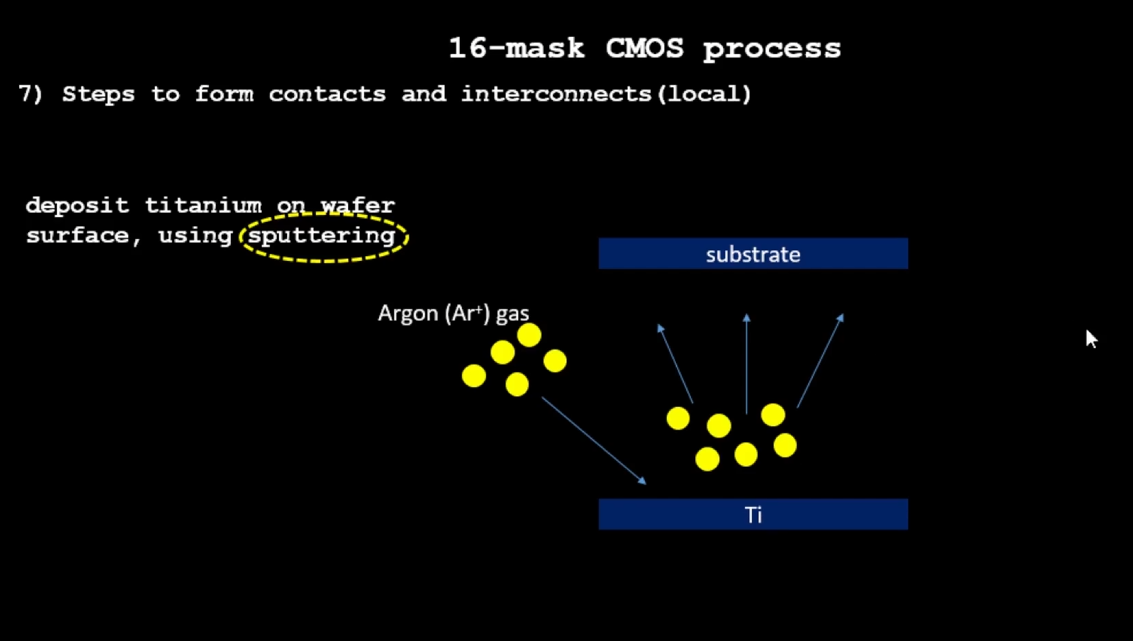 16-mask CMOS process
7) Steps to form contacts and interconnects(local)
deposit titanium on wafer
surface, using sputtering
substrate
Argon (Ar⁺) gas
Ti